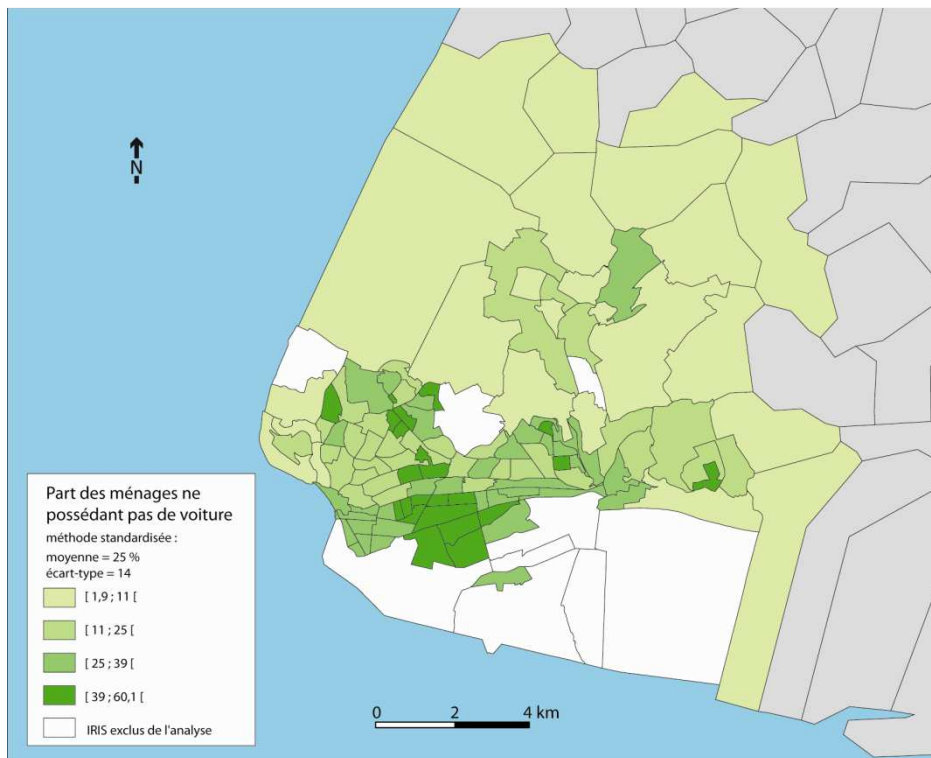 N
Part des ménages ne
possédant pas de voiture
méthode standardisée :
moyenne = 25 %
écart-type = 14
[ 1,9 ; 11 [
[ 11 ; 25 [
[ 25 ; 39 [
[ 39 ; 60,1 [
IRIS exclus de l'analyse
0 2 4 km